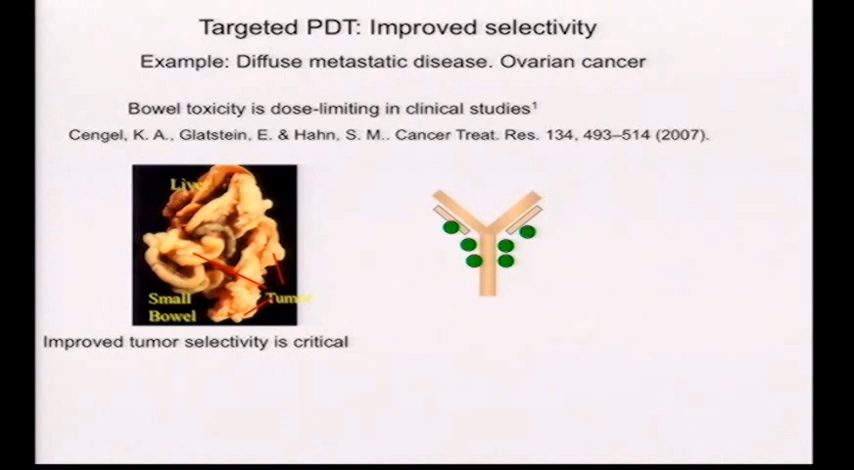 Targeted PDT: Improved selectivity
Example: Diffuse metastatic disease. Ovarian cancer
Bowel toxicity is dose-limiting in clinical studies¹
Cengel, K. A., Glatstein, E. & Hahn, S. M.. Cancer Treat. Res. 134, 493–514 (2007).
Liver
Small
Bowel
Tumor
Improved tumor selectivity is critical